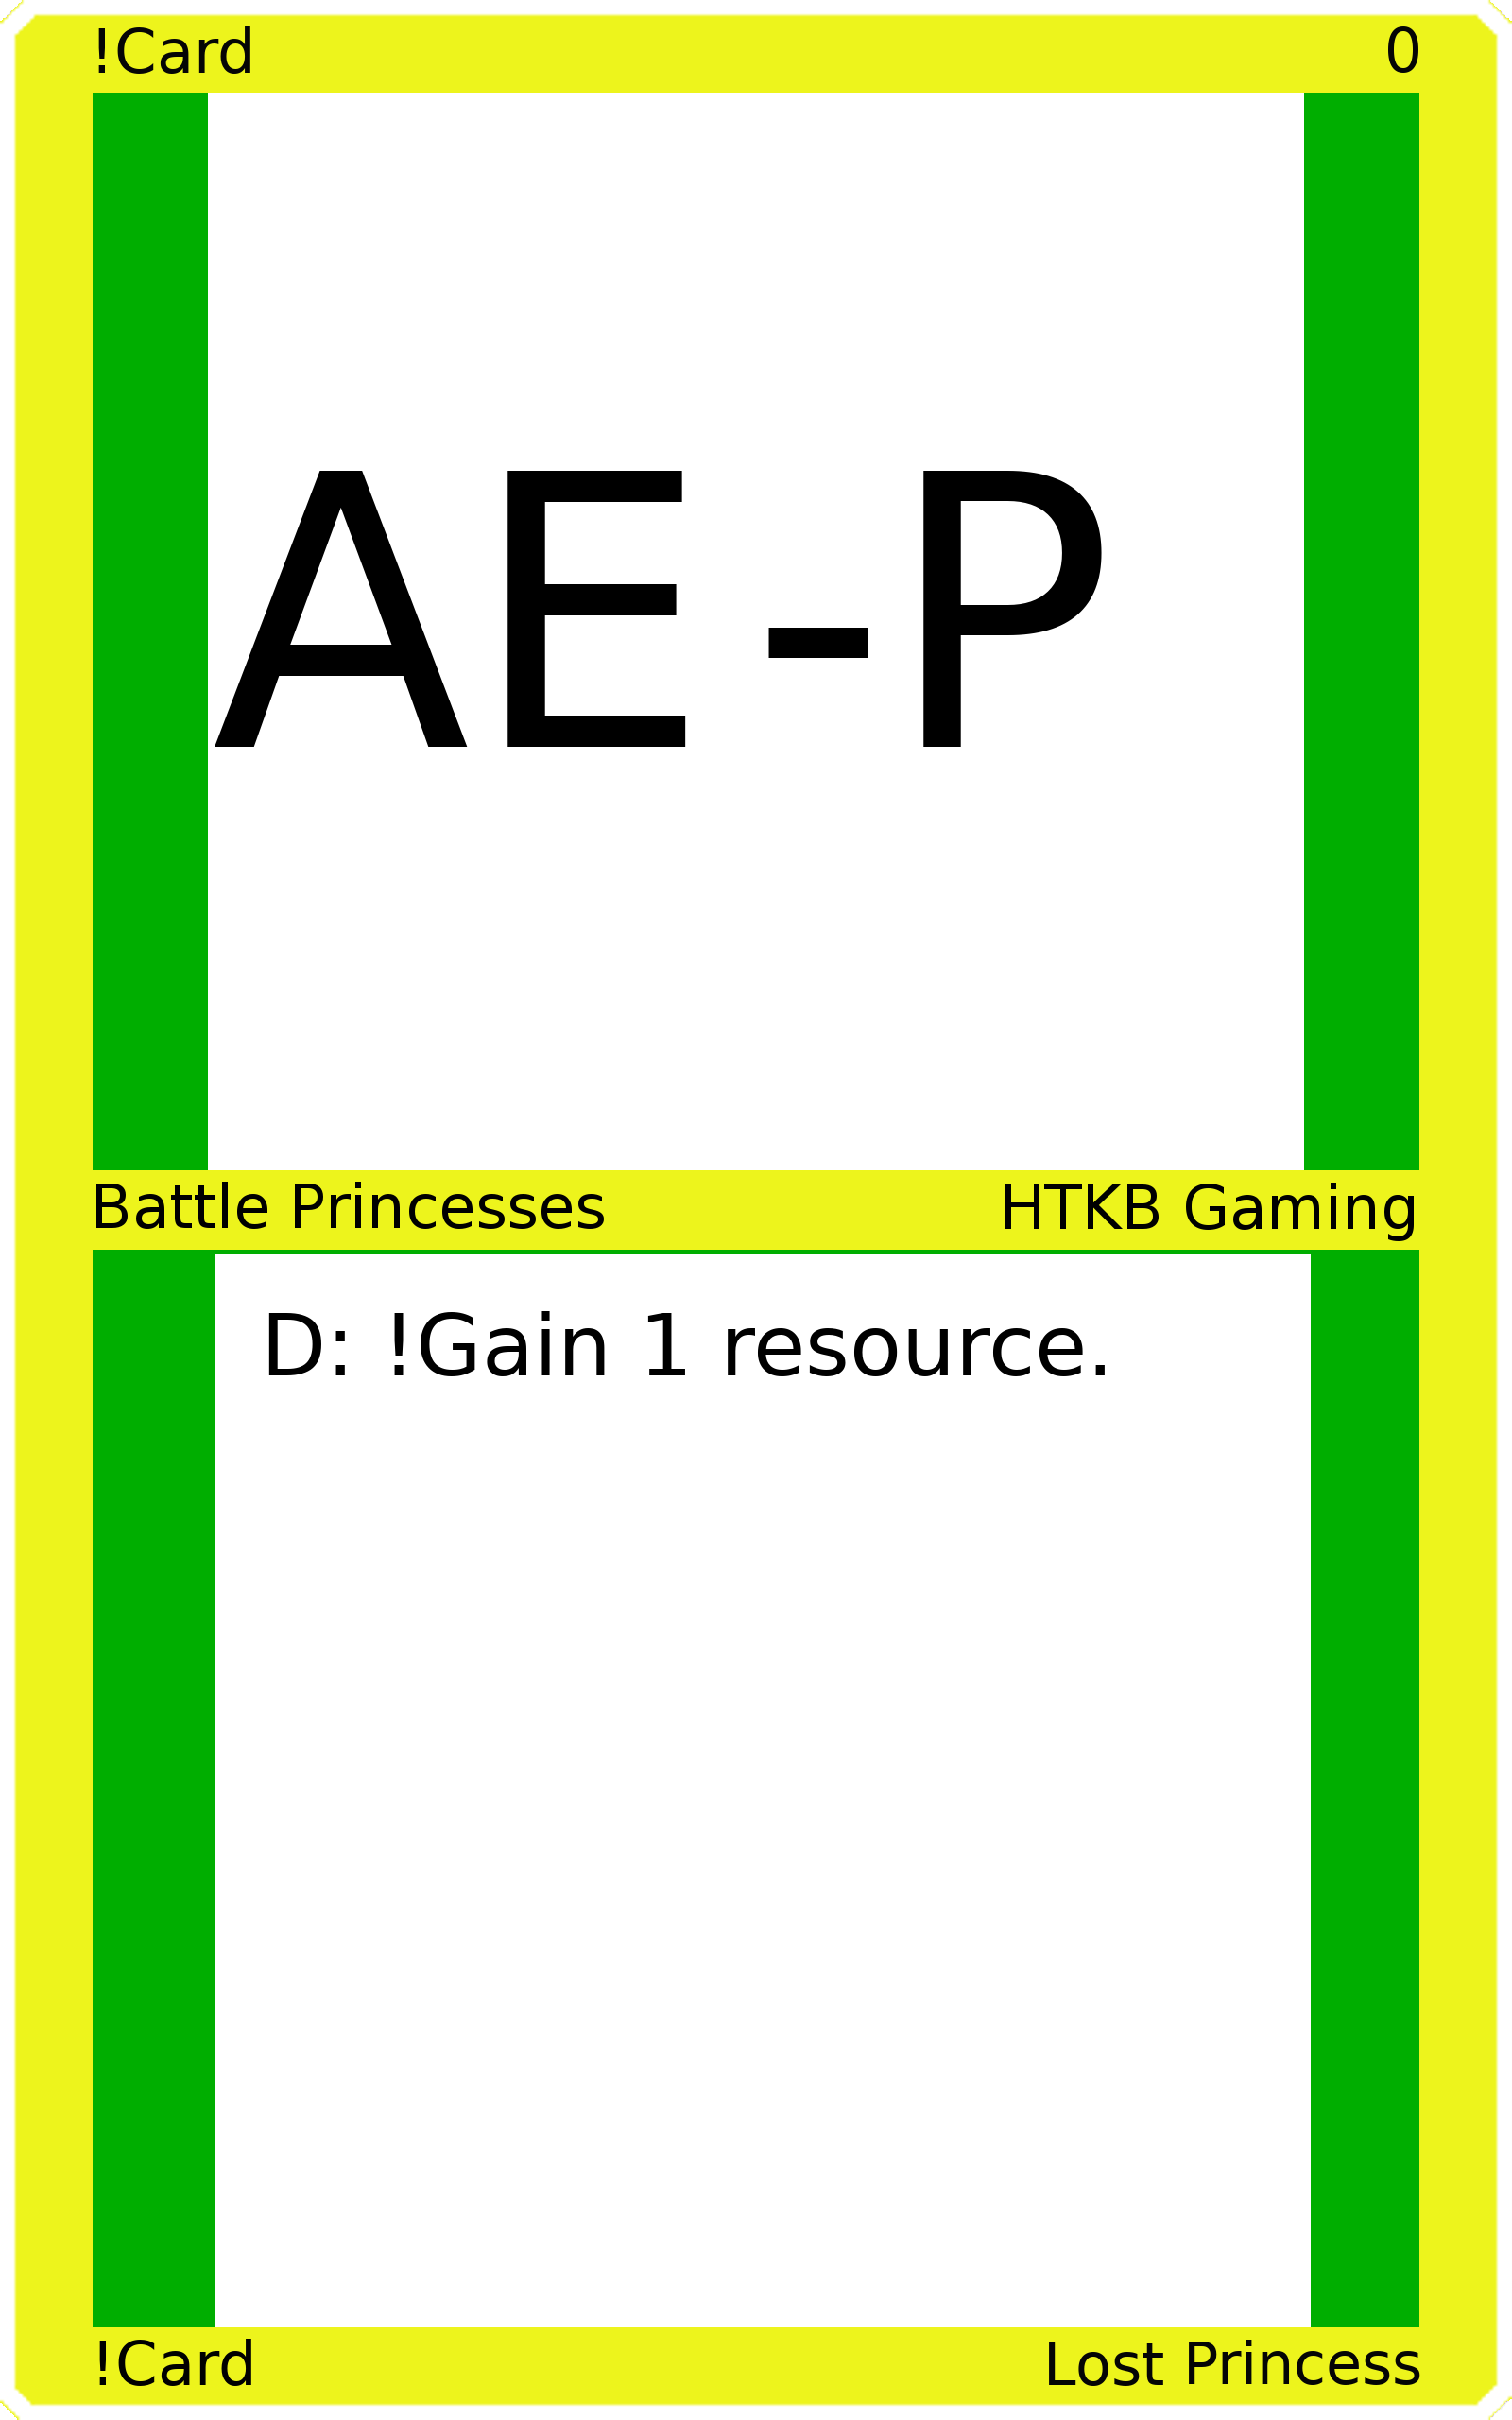 !Card 0
AE-P
Battle Princesses HTKB Gaming
D: !Gain 1 resource.
!Card Lost Princess